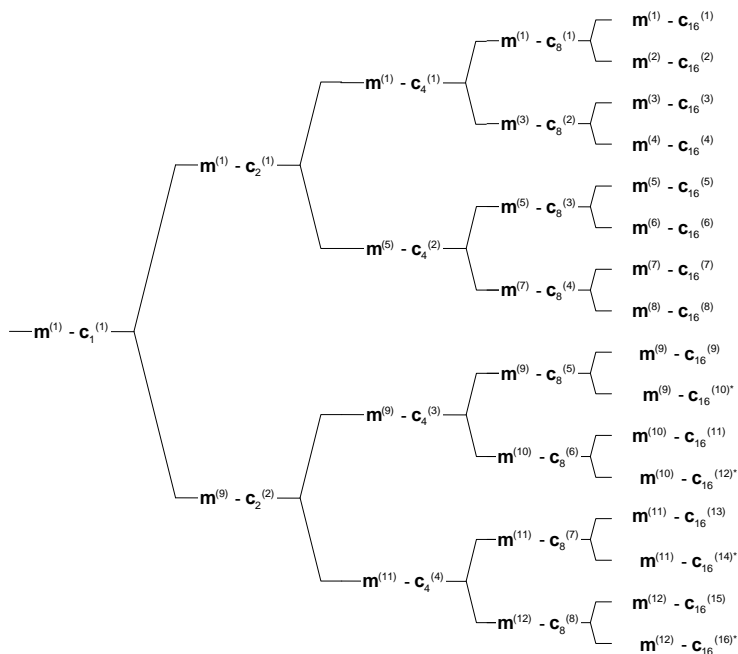 m(1) - c16(1)
m(1) - c8(1)
m(2) - c16(2)
m(1) - c4(1)
m(3) - c16(3)
m(3) - c8(2)
m(4) - c16(4)
m(1) - c2(1)
m(5) - c16(5)
m(5) - c8(3)
m(6) - c16(6)
m(5) - c4(2)
m(7) - c16(7)
m(7) - c8(4)
m(8) - c16(8)
m(1) - c1(1)
m(9) - c16(9)
m(9) - c8(5)
m(9) - c16(10)*
m(9) - c4(3)
m(10) - c16(11)
m(10) - c8(6)
m(10) - c16(12)*
m(9) - c2(2)
m(11) - c16(13)
m(11) - c8(7)
m(11) - c16(14)*
m(11) - c4(4)
m(12) - c16(15)
m(12) - c8(8)
m(12) - c16(16)*